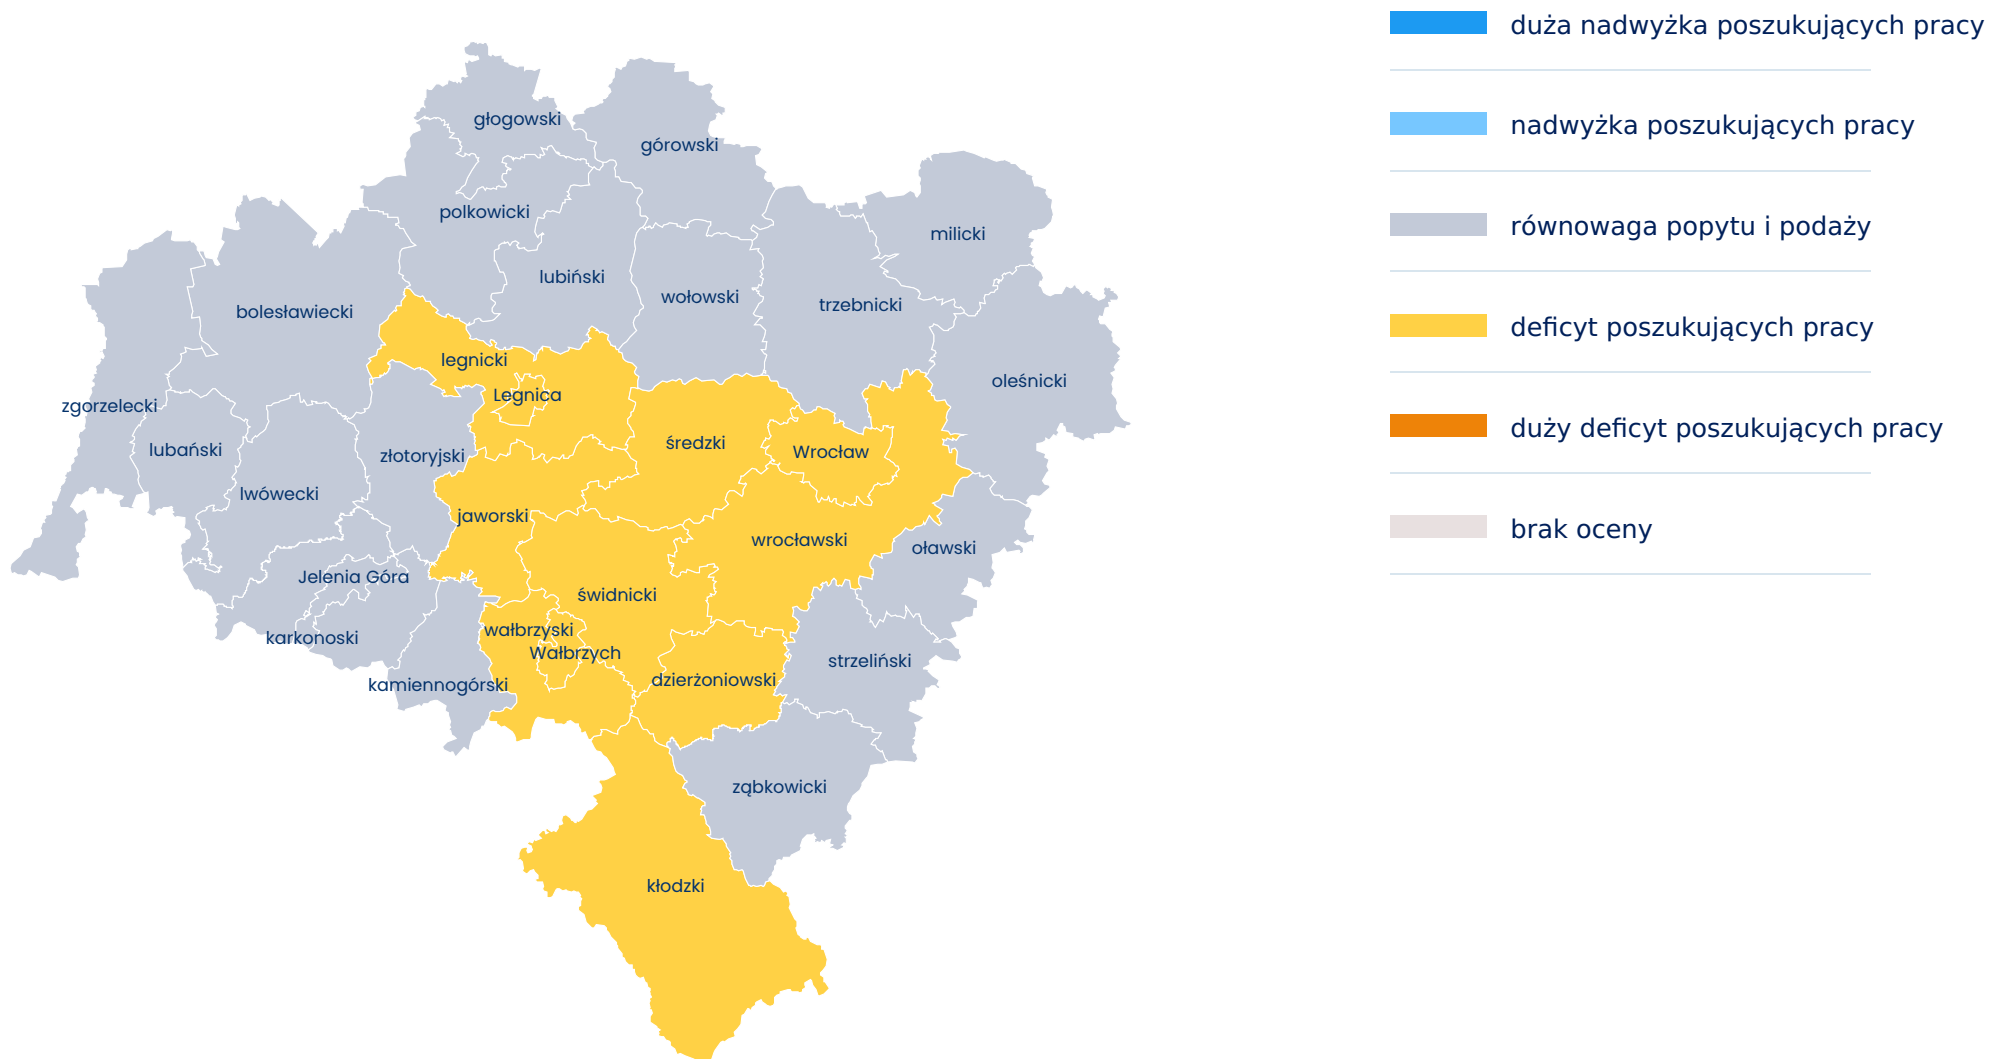 głogowski
górowski
polkowicki
milicki
lubiński
wołowski
trzebnicki
bolesławiecki
legnicki
oleśnicki
Legnica
zgorzelecki
średzki
lubański
Wrocław
złotoryjski
lwówecki
jaworski
wrocławski
oławski
Jelenia Góra
świdnicki
wałbrzyski
karkonoski
Wałbrzych
strzeliński
dzierżoniowski
kamiennogórski
ząbkowicki
kłodzki
duża nadwyżka poszukujących pracy
nadwyżka poszukujących pracy
równowaga popytu i podaży
deficyt poszukujących pracy
duży deficyt poszukujących pracy
brak oceny